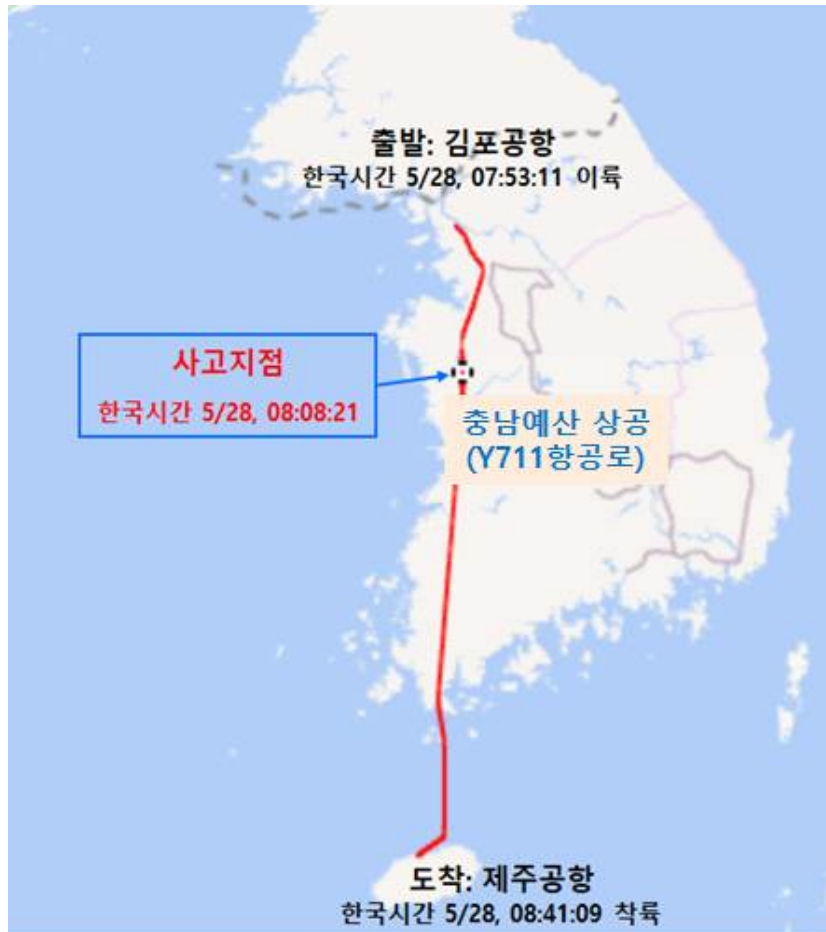 출발: 김포공항
한국시간 5/28, 07:53:11 이륙
사고지점
한국시간 5/28, 08:08:21
충남예산 상공
(Y711항공로)
도착: 제주공항
한국시간 5/28, 08:41:09 착륙